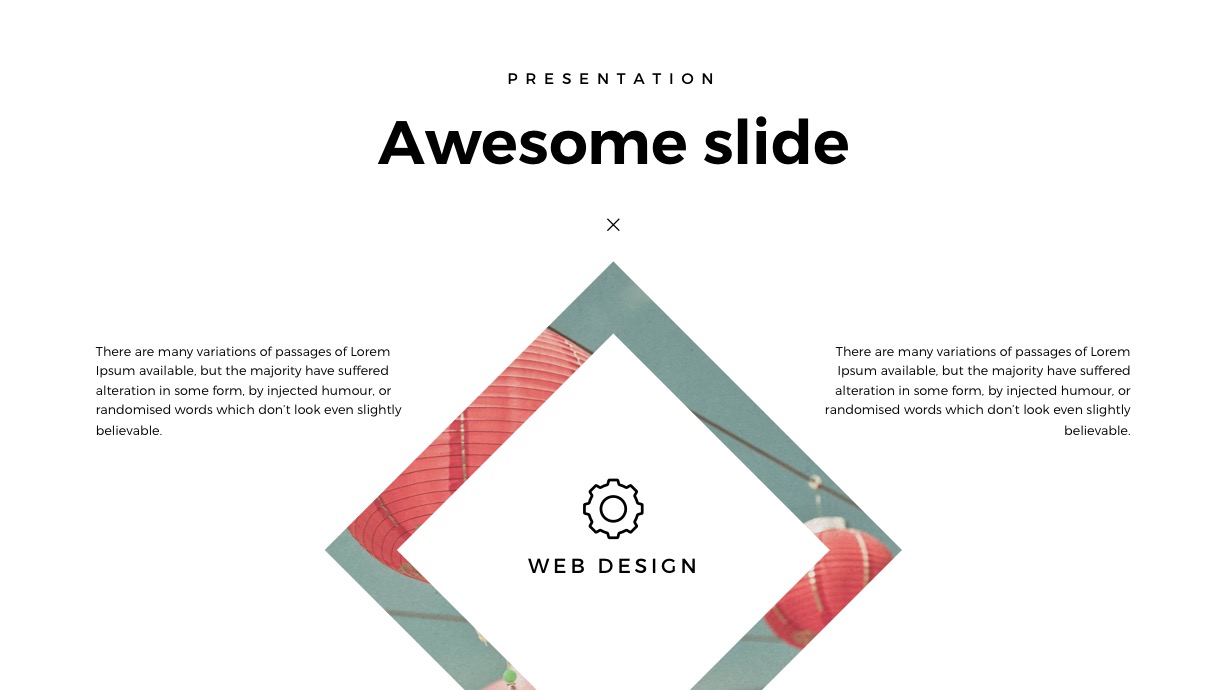 PRESENTATION
Awesome slide
There are many variations of passages of Lorem
Ipsum available, but the majority have suffered
alteration in some form, by injected humour, or
randomised words which don't look even slightly
believable.
There are many variations of passages of Lorem
Ipsum available, but the majority have suffered
alteration in some form, by injected humour, or
randomised words which don't look even slightly
believable.
WEB DESIGN